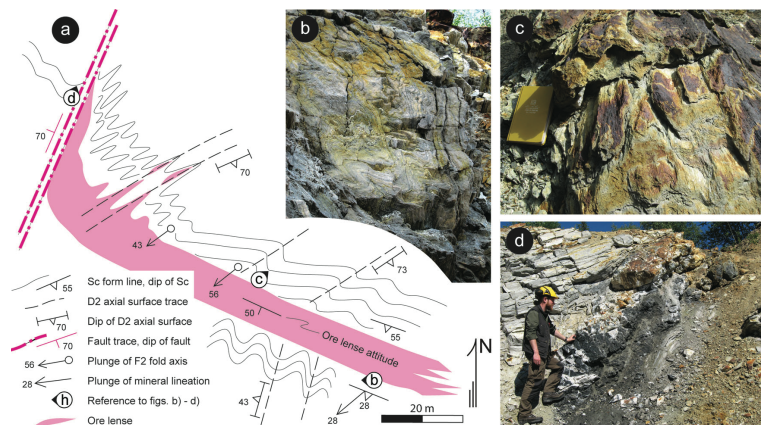 a
b
c
d
d
70
70
43
73
c
56
50
55
Ore lense attitude
43
b
28
28
N
20 m
55 Sc form line, dip of Sc
D2 axial surface trace
70 Dip of D2 axial surface
70 Fault trace, dip of fault
56 Plunge of F2 fold axis
28 Plunge of mineral lineation
h Reference to figs. b) - d)
Ore lense